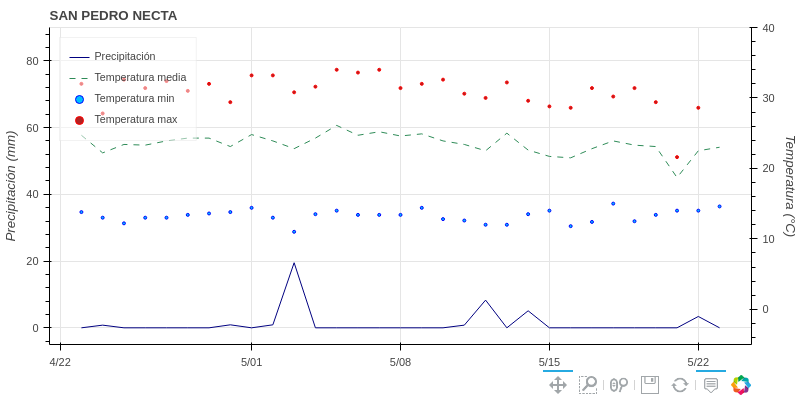 SAN PEDRO NECTA
Precipitación
Temperatura media
Temperatura min
Temperatura max
Precipitación (mm)
80
60
40
20
0
Temperatura (°C)
40
30
20
10
0
4/22 5/01 5/08 5/15 5/22